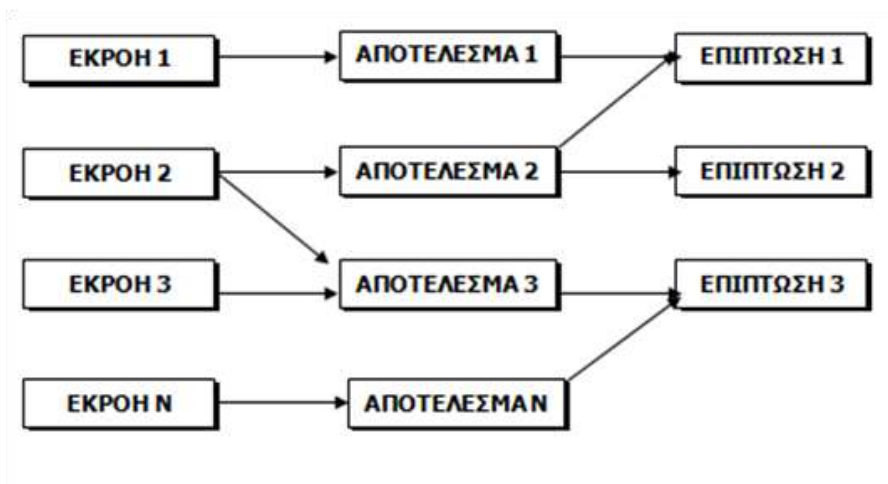 ΕΚΡΟΗ 1
ΑΠΟΤΕΛΕΣΜΑ 1
ΕΠΙΠΤΩΣΗ 1
ΕΚΡΟΗ 2
ΑΠΟΤΕΛΕΣΜΑ 2
ΕΠΙΠΤΩΣΗ 2
ΕΚΡΟΗ 3
ΑΠΟΤΕΛΕΣΜΑ 3
ΕΠΙΠΤΩΣΗ 3
ΕΚΡΟΗ Ν
ΑΠΟΤΕΛΕΣΜΑ Ν